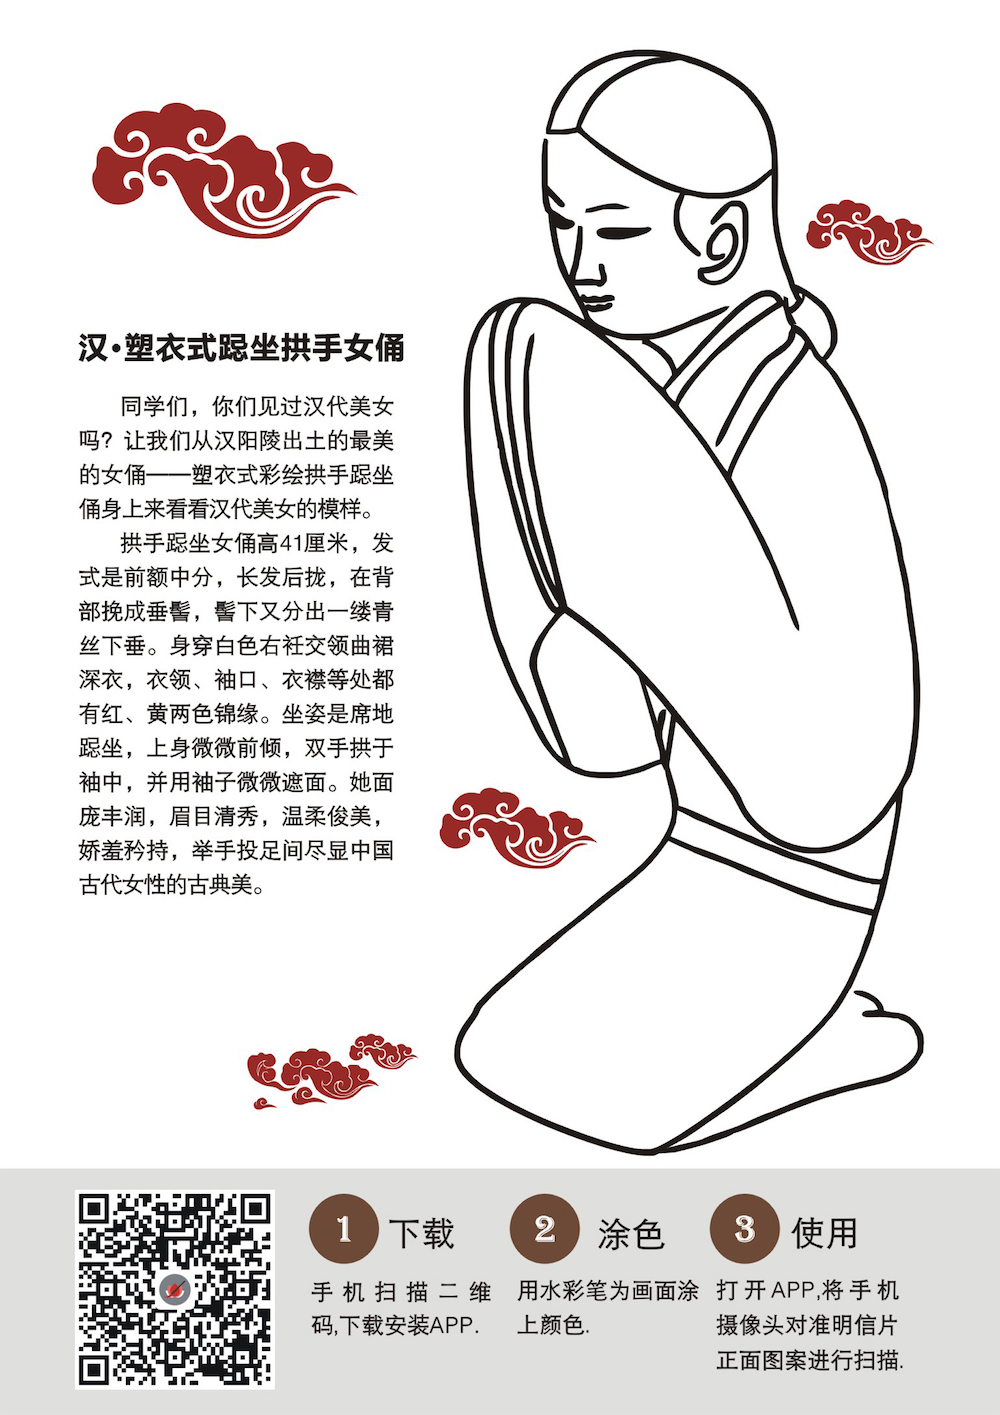 汉·塑衣式跽坐拱手女俑
同学们，你们见过汉代美女
吗？让我们从汉阳陵出土的最美
的女俑——塑衣式彩绘拱手跽坐
俑身上来看看汉代美女的模样。
拱手跽坐女俑高41厘米，发
式是前额中分，长发后拢，在背
部挽成垂髻，髻下又分出一缕青
丝下垂。身穿白色右衽交领曲裙
深衣，衣领、袖口、衣襟等处都
有红、黄两色锦缘。坐姿是席地
跽坐，上身微微前倾，双手拱于
袖中，并用袖子微微遮面。她面
庞丰润，眉目清秀，温柔俊美，
娇羞矜持，举手投足间尽显中国
古代女性的古典美。
1 下载
手机扫描二维
码,下载安装APP.
2 涂色
用水彩笔为画面涂
上颜色.
3 使用
打开APP,将手机
摄像头对准明信片
正面图案进行扫描.